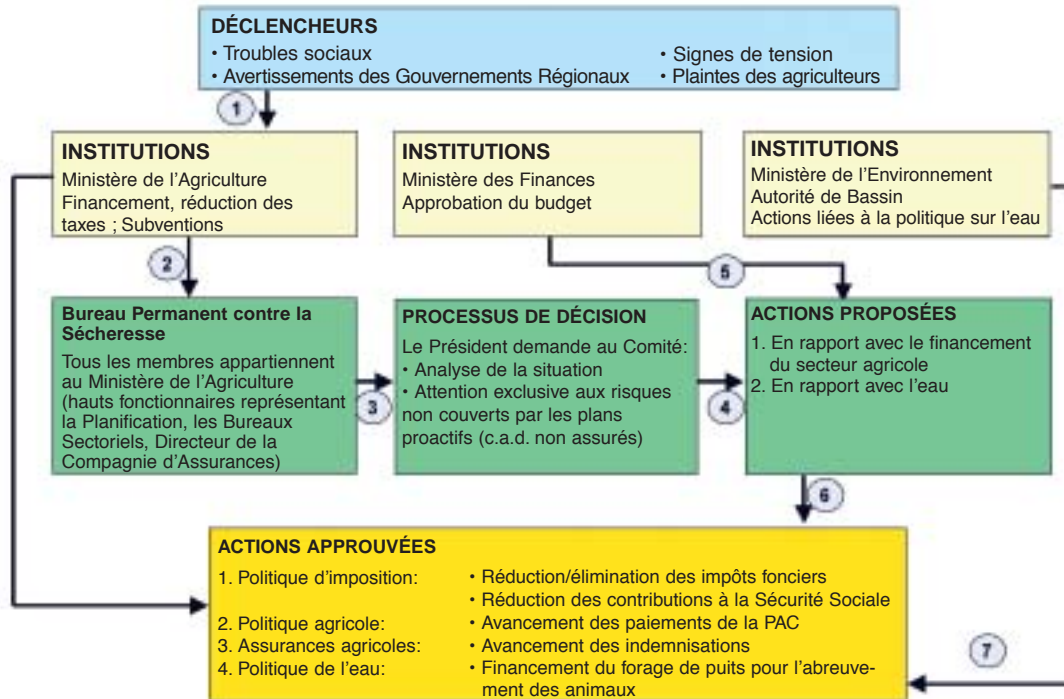 DÉCLENCHEURS
• Troubles sociaux
• Avertissements des Gouvernements Régionaux
• Signes de tension
• Plaintes des agriculteurs
1
INSTITUTIONS
Ministère de l'Agriculture
Financement, réduction des
taxes ; Subventions
INSTITUTIONS
Ministère des Finances
Approbation du budget
INSTITUTIONS
Ministère de l'Environnement
Autorité de Bassin
Actions liées à la politique sur l'eau
2
5
Bureau Permanent contre la
Sécheresse
Tous les membres appartiennent
au Ministère de l'Agriculture
(hauts fonctionnaires représentant
la Planification, les Bureaux
Sectoriels, Directeur de la
Compagnie d'Assurances)
3
PROCESSUS DE DÉCISION
Le Président demande au Comité:
• Analyse de la situation
• Attention exclusive aux risques
non couverts par les plans
proactifs (c.a.d. non assurés)
4
ACTIONS PROPOSÉES
1. En rapport avec le financement
du secteur agricole
2. En rapport avec l'eau
6
ACTIONS APPROUVÉES
1. Politique d'imposition: • Réduction/élimination des impôts fonciers
• Réduction des contributions à la Sécurité Sociale
2. Politique agricole: • Avancement des paiements de la PAC
3. Assurances agricoles: • Avancement des indemnisations
4. Politique de l'eau: • Financement du forage de puits pour l'abreuve-
ment des animaux
7